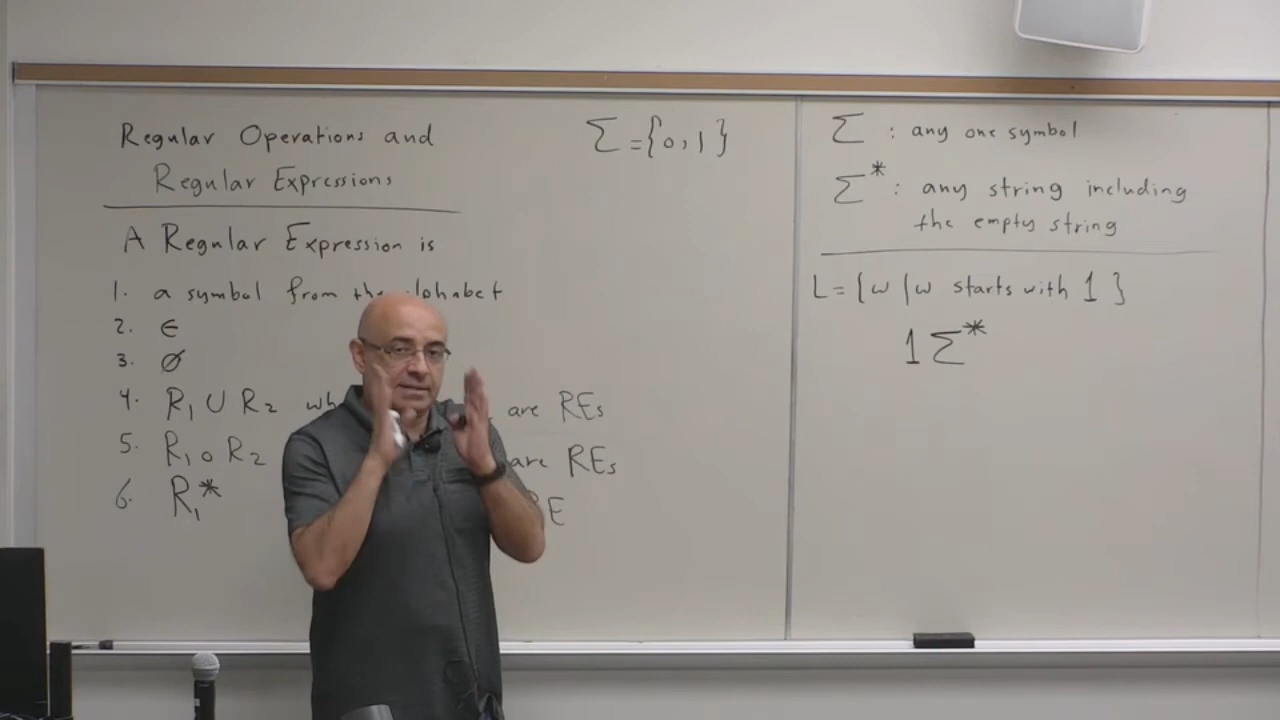 Regular Operations and
Regular Expressions
Σ = {0, 1}
A Regular Expression is
1. a symbol from the alphabet
2. ∈
3. ∅
4. R₁ ∪ R₂ are REs
5. R₁ ∘ R₂ are REs
6. R₁*
Σ : any one symbol
Σ* : any string including
the empty string
L = {w | w starts with 1}
1Σ*